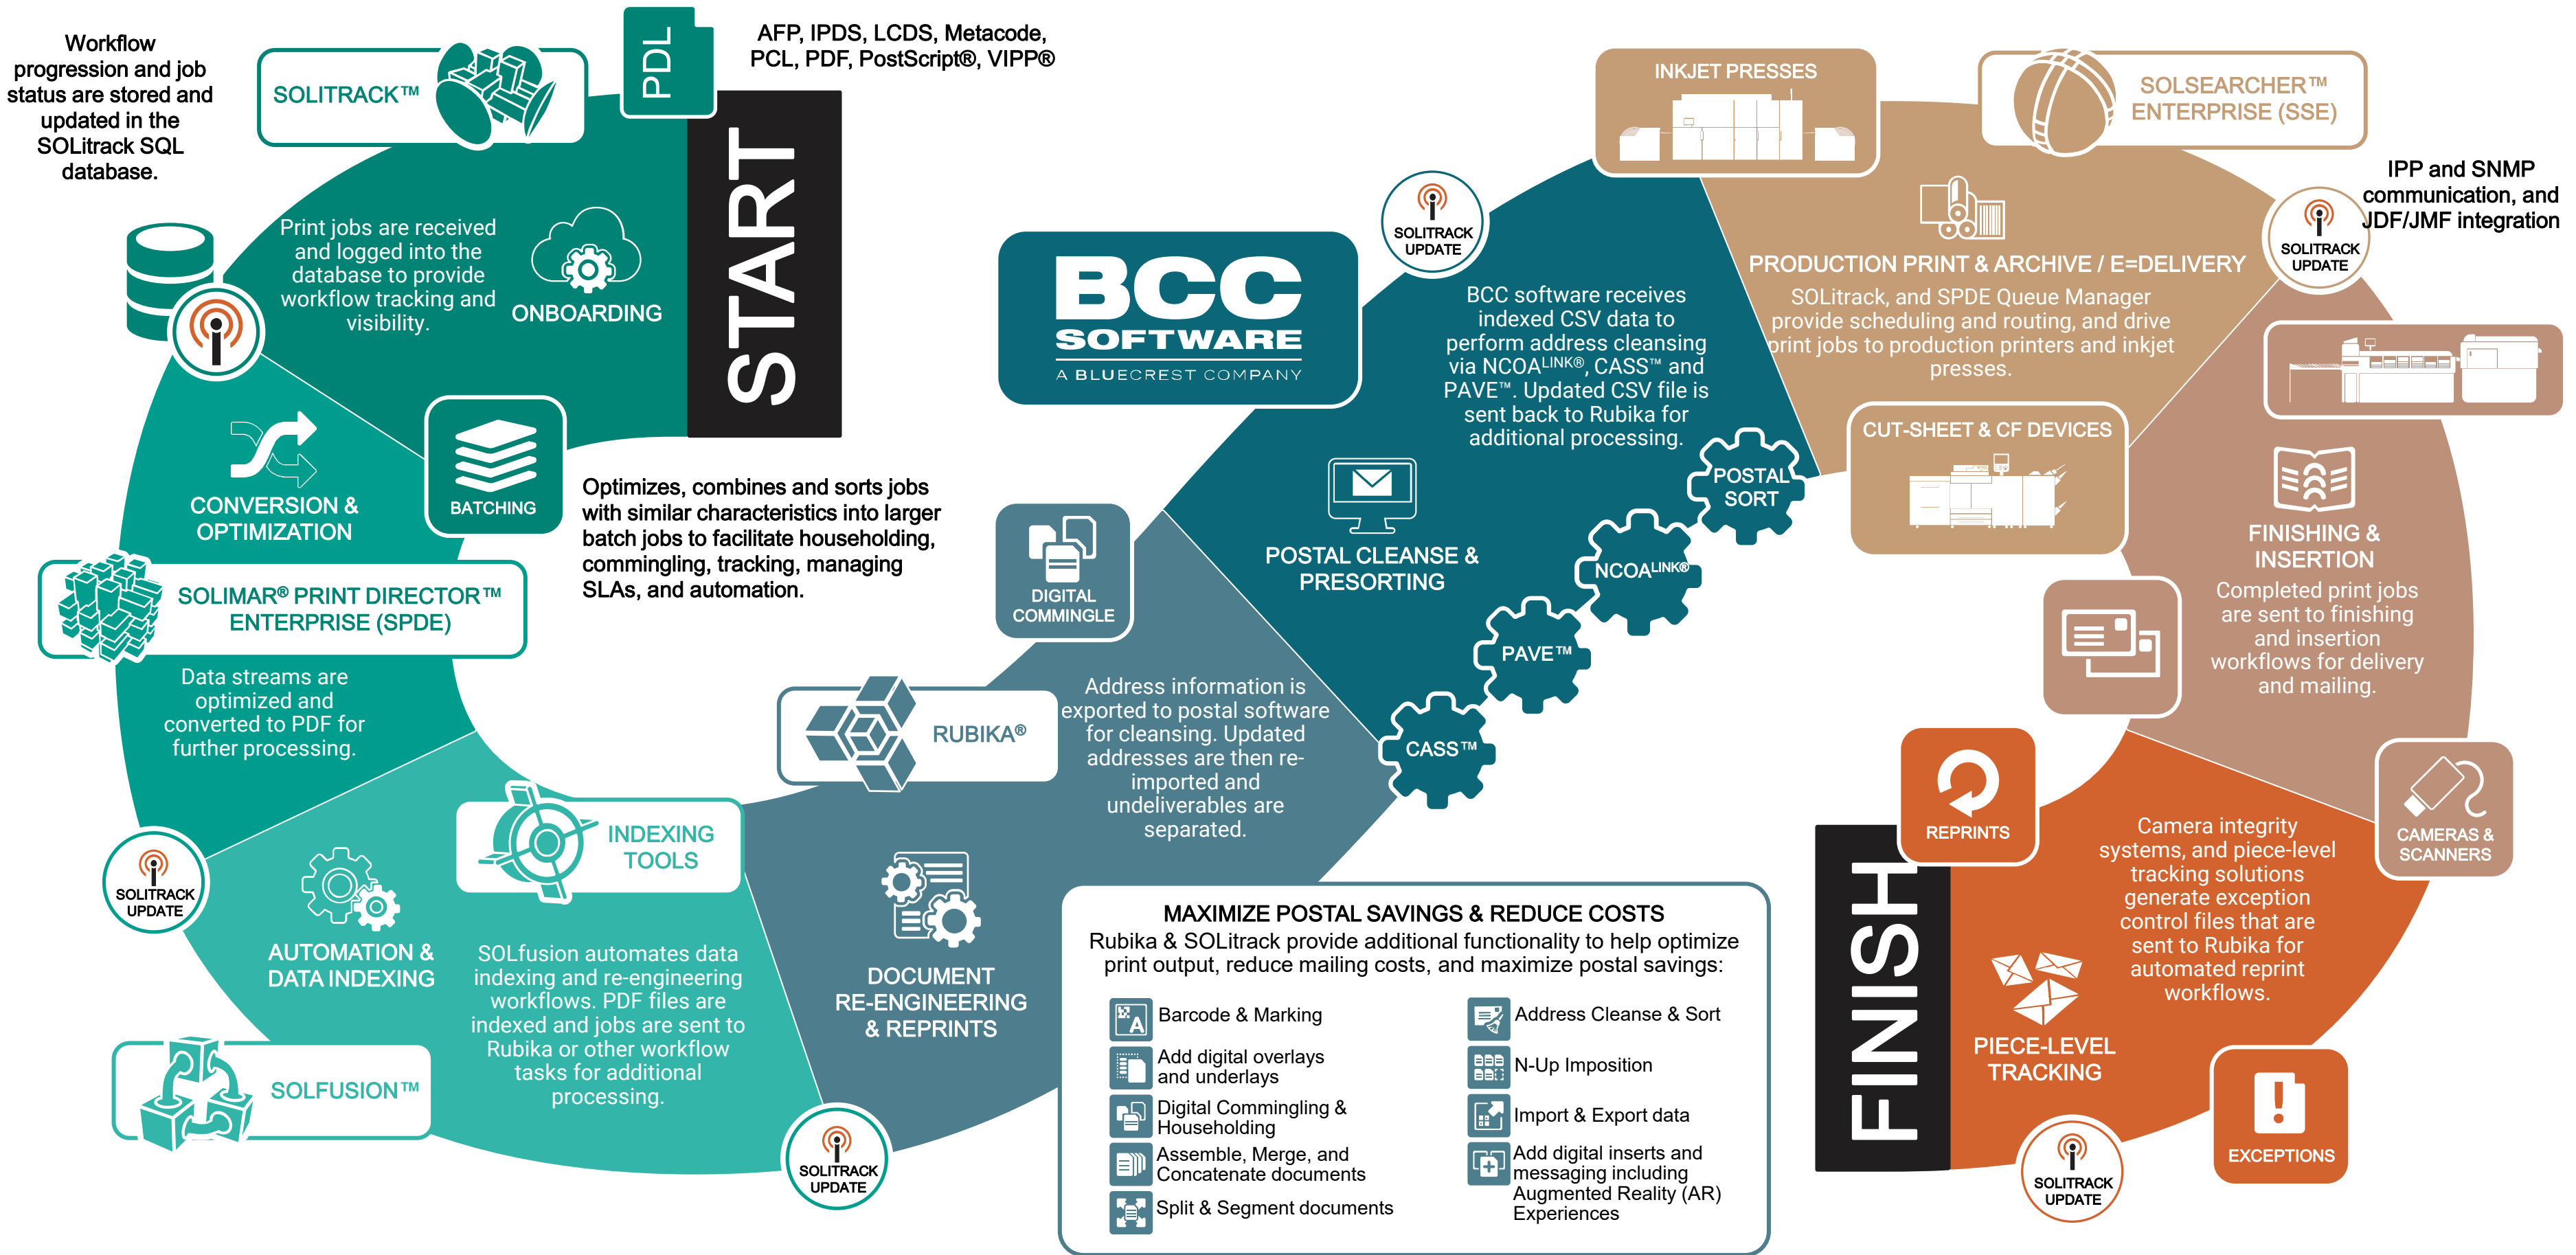 Workflow
progression and job
status are stored and
updated in the
SOLitrack SQL
database.
SOLITRACK™
PDL
AFP, IPDS, LCDS, Metacode,
PCL, PDF, PostScript®, VIPP®
START
Print jobs are received
and logged into the
database to provide
workflow tracking and
visibility.
ONBOARDING
BATCHING
Optimizes, combines and sorts jobs
with similar characteristics into larger
batch jobs to facilitate householding,
commingling, tracking, managing
SLAs, and automation.
CONVERSION &
OPTIMIZATION
SOLIMAR® PRINT DIRECTOR™
ENTERPRISE (SPDE)
Data streams are
optimized and
converted to PDF for
further processing.
SOLITRACK
UPDATE
AUTOMATION &
DATA INDEXING
INDEXING
TOOLS
SOLfusion automates data
indexing and re-engineering
workflows. PDF files are
indexed and jobs are sent to
Rubika or other workflow
tasks for additional
processing.
SOLFUSION™
SOLITRACK
UPDATE
DOCUMENT
RE-ENGINEERING
& REPRINTS
RUBIKA®
DIGITAL
COMMINGLE
Address information is
exported to postal software
for cleansing. Updated
addresses are then re-
imported and
undeliverables are
separated.
BCC
SOFTWARE
A BLUECREST COMPANY
SOLITRACK
UPDATE
BCC software receives
indexed CSV data to
perform address cleansing
via NCOALINK®, CASS™ and
PAVE™. Updated CSV file is
sent back to Rubika for
additional processing.
POSTAL CLEANSE &
PRESORTING
POSTAL
SORT
NCOALINK®
PAVE™
CASS™
MAXIMIZE POSTAL SAVINGS & REDUCE COSTS
Rubika & SOLitrack provide additional functionality to help optimize
print output, reduce mailing costs, and maximize postal savings:
Barcode & Marking
Add digital overlays
and underlays
Digital Commingling &
Householding
Assemble, Merge, and
Concatenate documents
Split & Segment documents
Address Cleanse & Sort
N-Up Imposition
Import & Export data
Add digital inserts and
messaging including
Augmented Reality (AR)
Experiences
INKJET PRESSES
SOLSEARCHER™
ENTERPRISE (SSE)
IPP and SNMP
communication, and
JDF/JMF integration
SOLITRACK
UPDATE
PRODUCTION PRINT & ARCHIVE / E=DELIVERY
SOLitrack, and SPDE Queue Manager
provide scheduling and routing, and drive
print jobs to production printers and inkjet
presses.
CUT-SHEET & CF DEVICES
FINISHING &
INSERTION
Completed print jobs
are sent to finishing
and insertion
workflows for delivery
and mailing.
CAMERAS &
SCANNERS
REPRINTS
Camera integrity
systems, and piece-level
tracking solutions
generate exception
control files that are
sent to Rubika for
automated reprint
workflows.
PIECE-LEVEL
TRACKING
EXCEPTIONS
SOLITRACK
UPDATE
FINISH